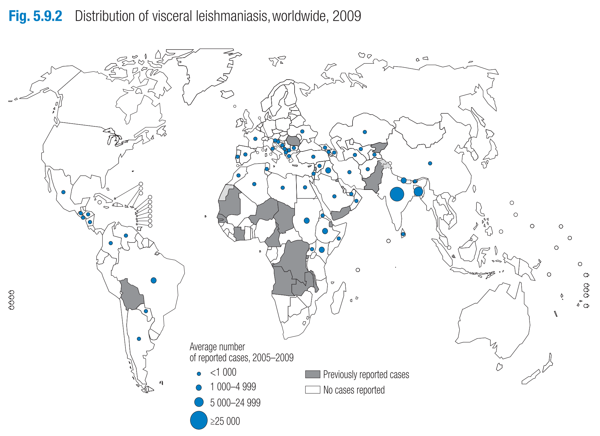 Fig. 5.9.2 Distribution of visceral leishmaniasis, worldwide, 2009
Average number
of reported cases, 2005–2009
<1 000
1 000–4 999
5 000–24 999
≥25 000
Previously reported cases
No cases reported